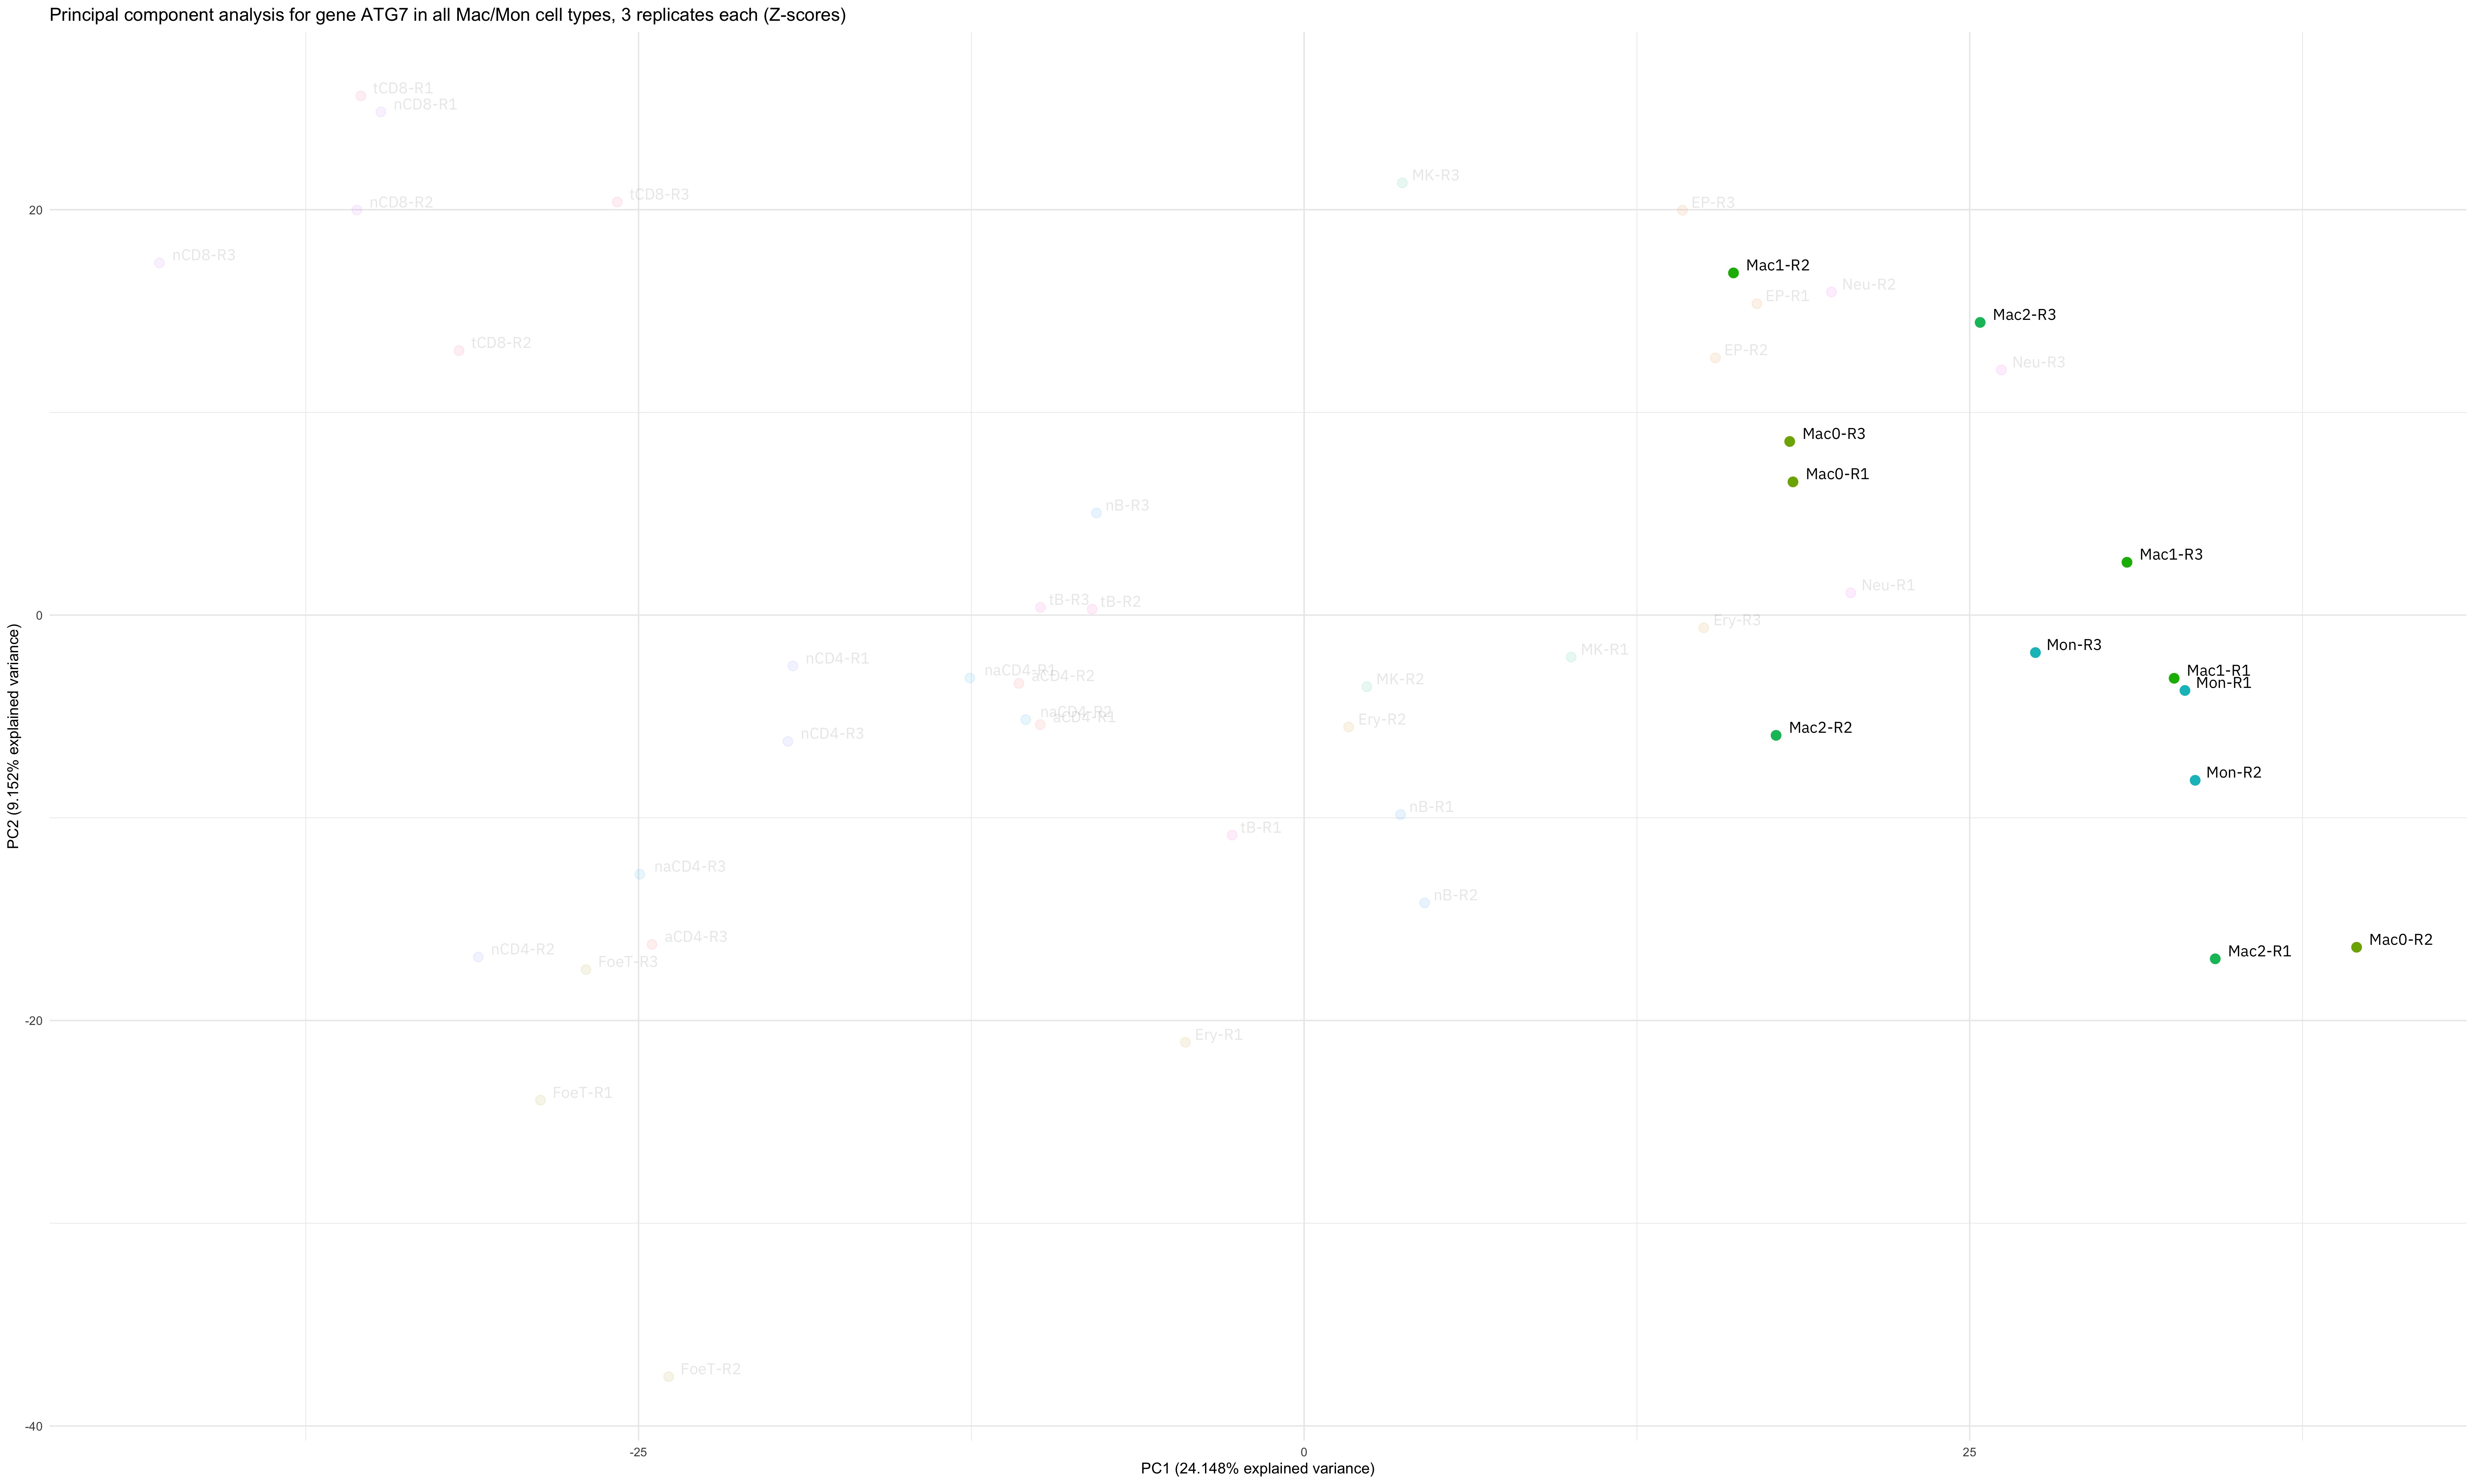 Principal component analysis for gene ATG7 in all Mac/Mon cell types, 3 replicates each (Z-scores)
tCD8-R1
nCD8-R1
MK-R3
tCD8-R3
nCD8-R2
EP-R3
20
nCD8-R3
Mac1-R2
Neu-R2
EP-R1
Mac2-R3
tCD8-R2
EP-R2
Neu-R3
Mac0-R3
Mac0-R1
nB-R3
Mac1-R3
Neu-R1
tB-R3
tB-R2
0
Ery-R3
Mon-R3
MK-R1
nCD4-R1
naCD4-R1
aCD4-R2
MK-R2
Mac1-R1
Mon-R1
naCD4-R2
aCD4-R1
Ery-R2
Mac2-R2
nCD4-R3
Mon-R2
nB-R1
tB-R1
naCD4-R3
nB-R2
aCD4-R3
Mac0-R2
nCD4-R2
Mac2-R1
FoeT-R3
-20
Ery-R1
FoeT-R1
FoeT-R2
-40
PC2 (9.152% explained variance)
-25
0
25
PC1 (24.148% explained variance)